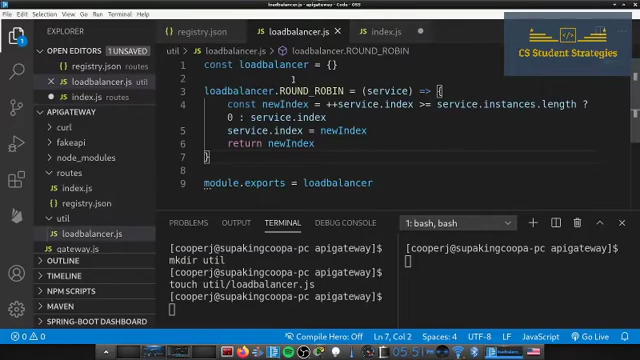 loadbalancer.js - apigateway - Code - OSS
File Edit Selection View Go Run Terminal Help
EXPLORER
OPEN EDITORS 1 UNSAVED
registry.json routes
loadbalancer.js util
index.js routes
APIGATEWAY
curl
fakeapi
node_modules
routes
index.js
registry.json
util
loadbalancer.js
gateway.js
OUTLINE
TIMELINE
NPM SCRIPTS
MAVEN
SPRING-BOOT DASHBOARD
registry.json loadbalancer.js index.js
util > loadbalancer.js > loadbalancer.ROUND_ROBIN
1 const loadbalancer = {}
2
3 loadbalancer.ROUND_ROBIN = (service) => {
4 const newIndex = ++service.index >= service.instances.length ?
0 : service.index
5 service.index = newIndex
6 return newIndex
7 }
9 module.exports = loadbalancer
CS Student Strategies
PROBLEMS OUTPUT TERMINAL DEBUG CONSOLE 1: bash, bash
[cooperj@supakingcoopa-pc apigateway]$
mkdir util
[cooperj@supakingcoopa-pc apigateway]$
touch util/loadbalancer.js
[cooperj@supakingcoopa-pc apigateway]$
[cooperj@supakingcoopa-pc apigateway]$
0 0 Compile Hero: Off Ln 7, Col 2 Spaces: 4 UTF-8 LF JavaScript Go Live
05:51